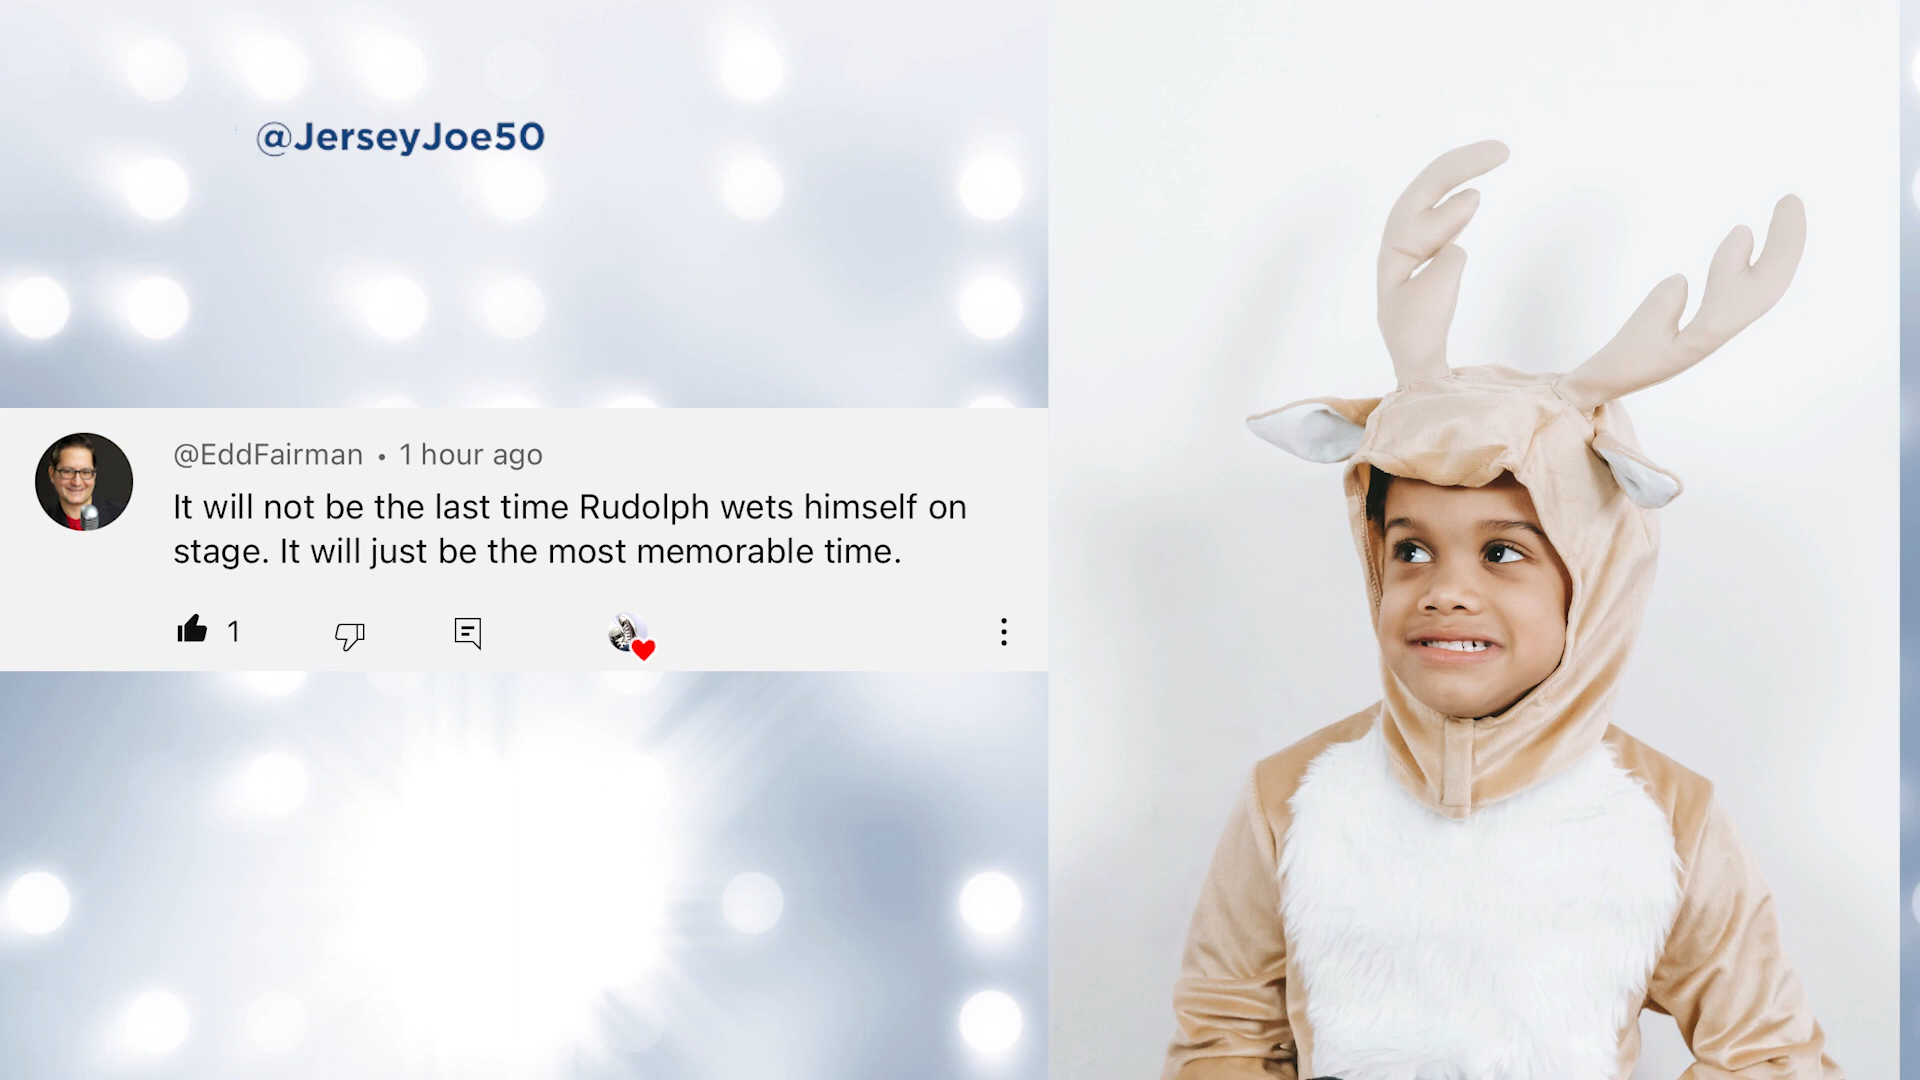 @JerseyJoe50
@EddFairman • 1 hour ago
It will not be the last time Rudolph wets himself on
stage. It will just be the most memorable time.
1